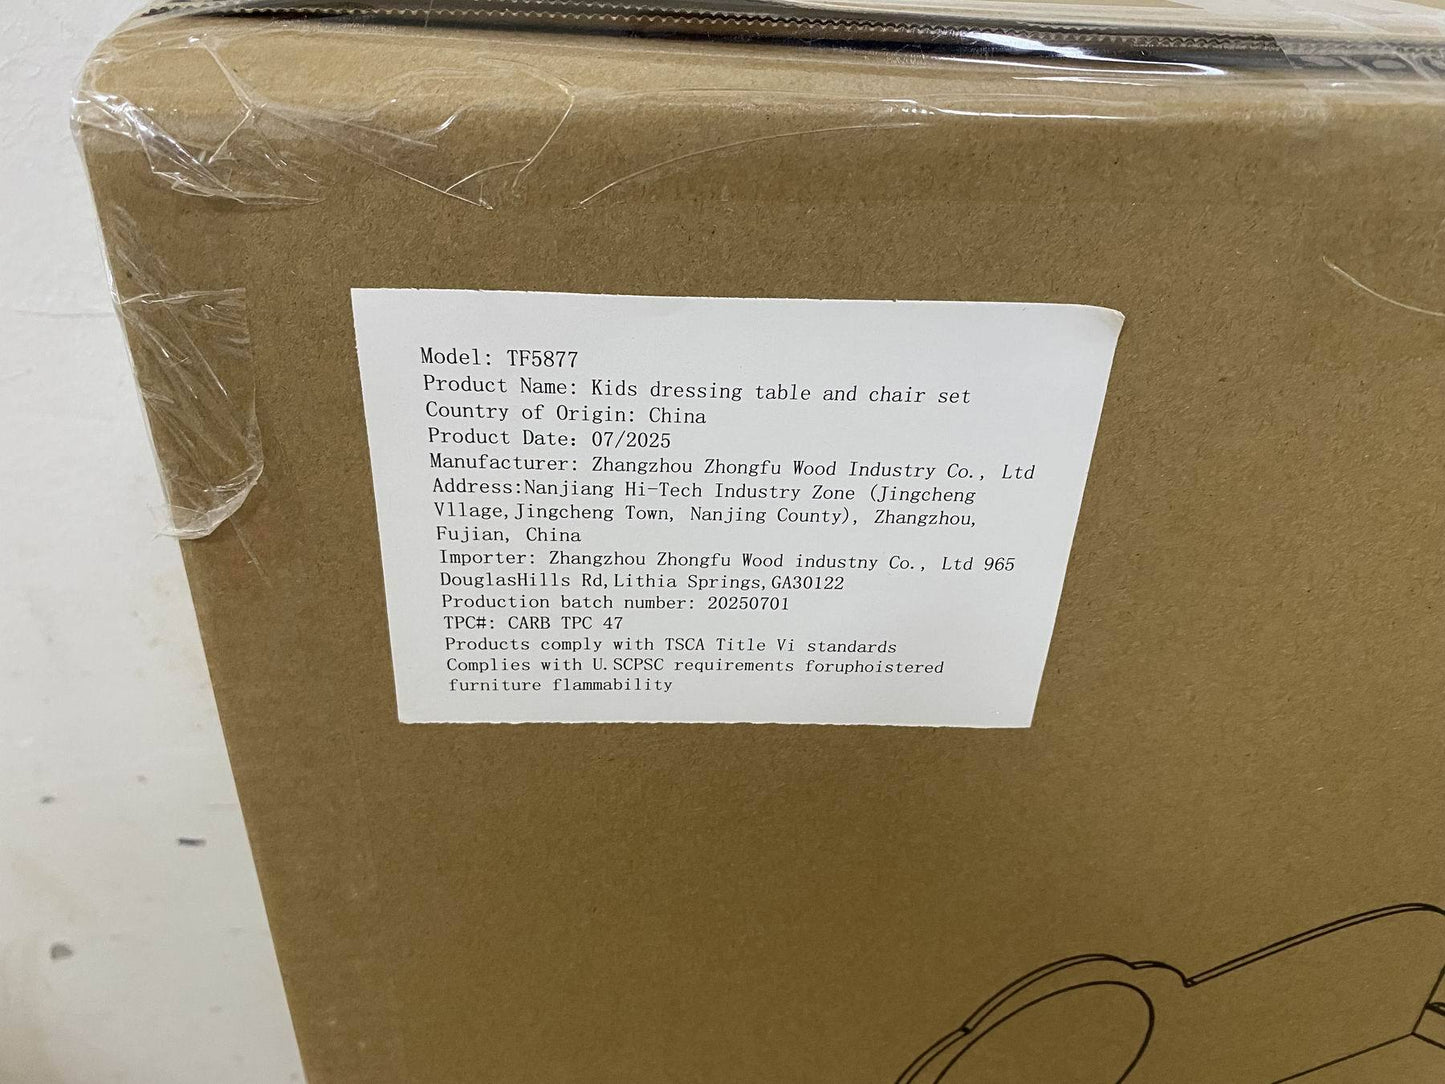 Model: TF5877
Product Name: Kids dressing table and chair set
Country of Origin: China
Product Date: 07/2025
Manufacturer: Zhangzhou Zhongfu Wood Industry Co., Ltd
Address:Nanjiang Hi-Tech Industry Zone (Jingcheng
Vllage,Jingcheng Town, Nanjing County), Zhangzhou,
Fujian, China
Importer: Zhangzhou Zhongfu Wood industny Co., Ltd 965
DouglasHills Rd,Lithia Springs,GA30122
Production batch number: 20250701
TPC#: CARB TPC 47
Products comply with TSCA Title Vi standards
Complies with U.SCPSC requirements foruphoistered
furniture flammability